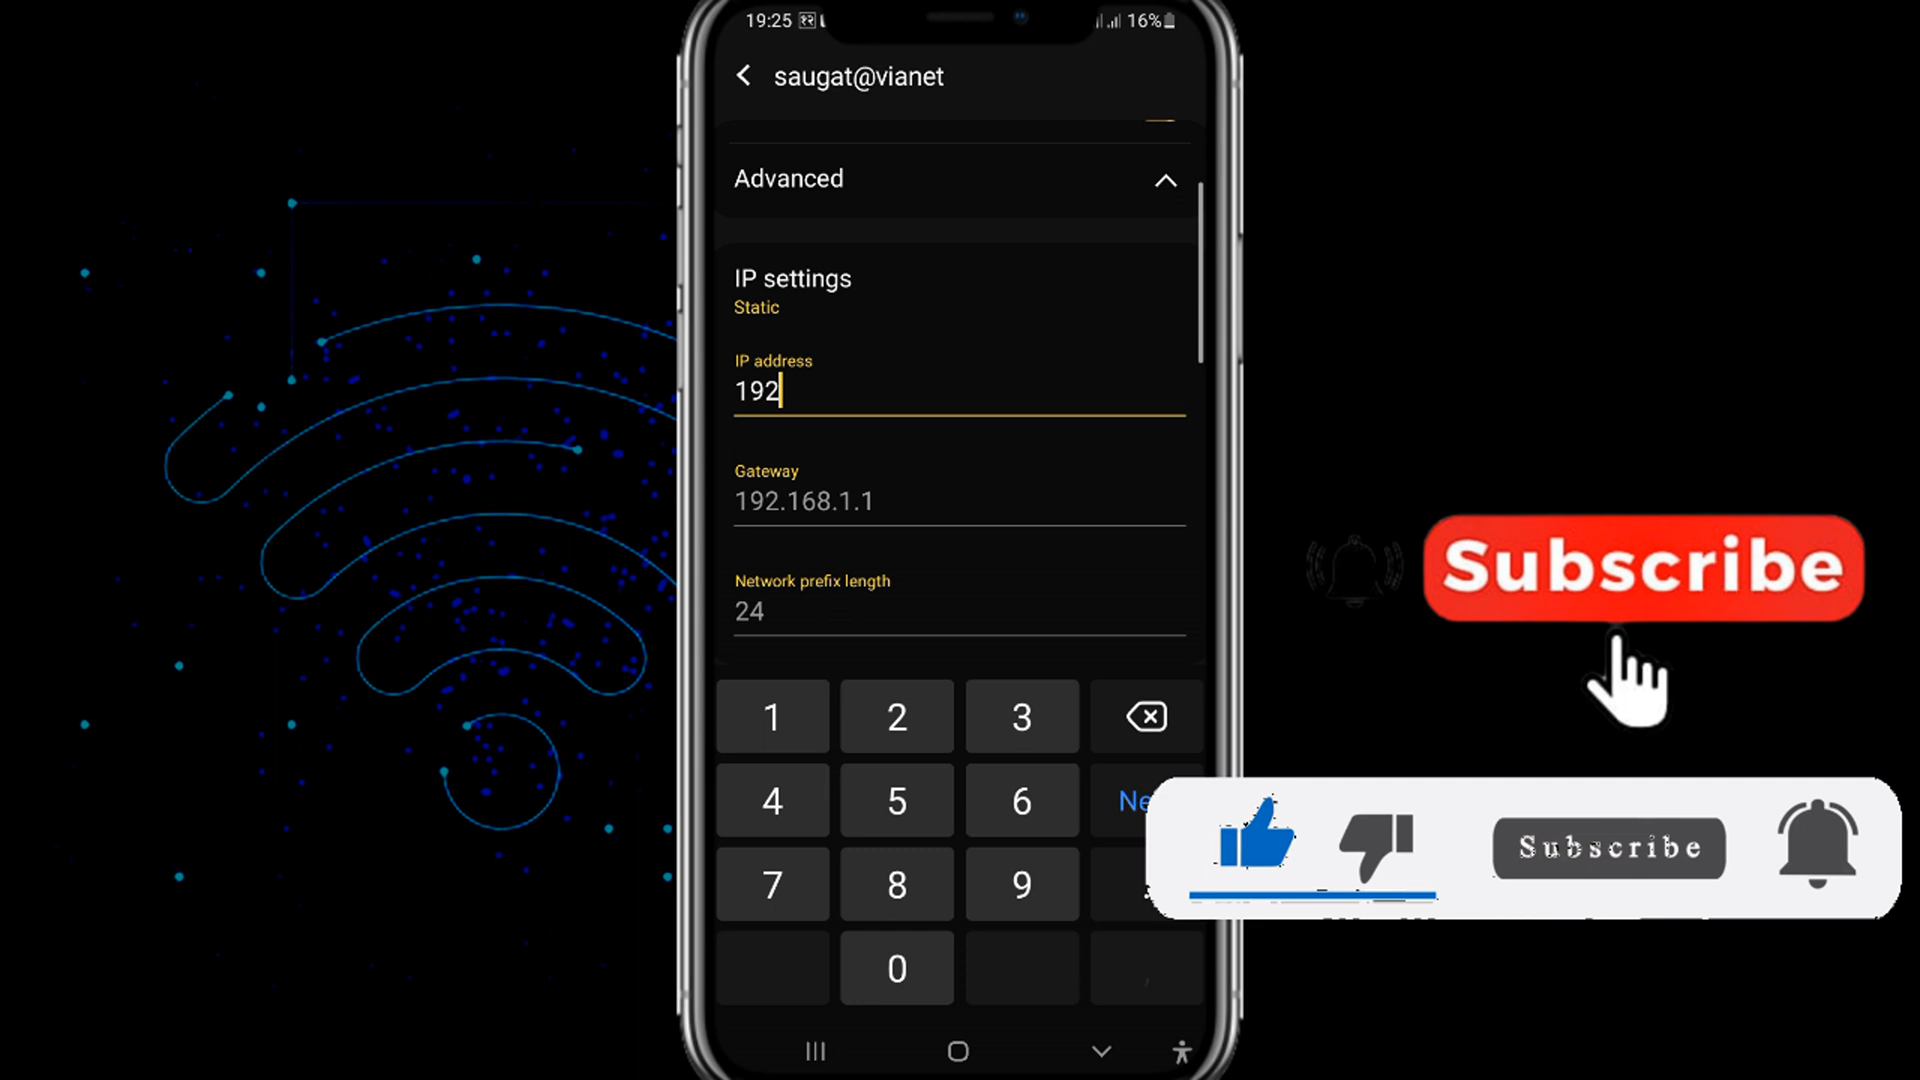 19:25
16%
saugat@vianet
Advanced
IP settings
Static
IP address
192
Gateway
192.168.1.1
Network prefix length
24
1 2 3
4 5 6
7 8 9
0 ,
Subscribe
Subscribe